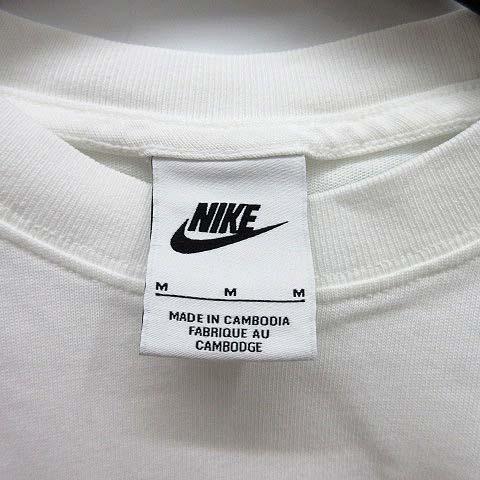 NIKE
M M M
MADE IN CAMBODIA
FABRIQUE AU
CAMBODGE